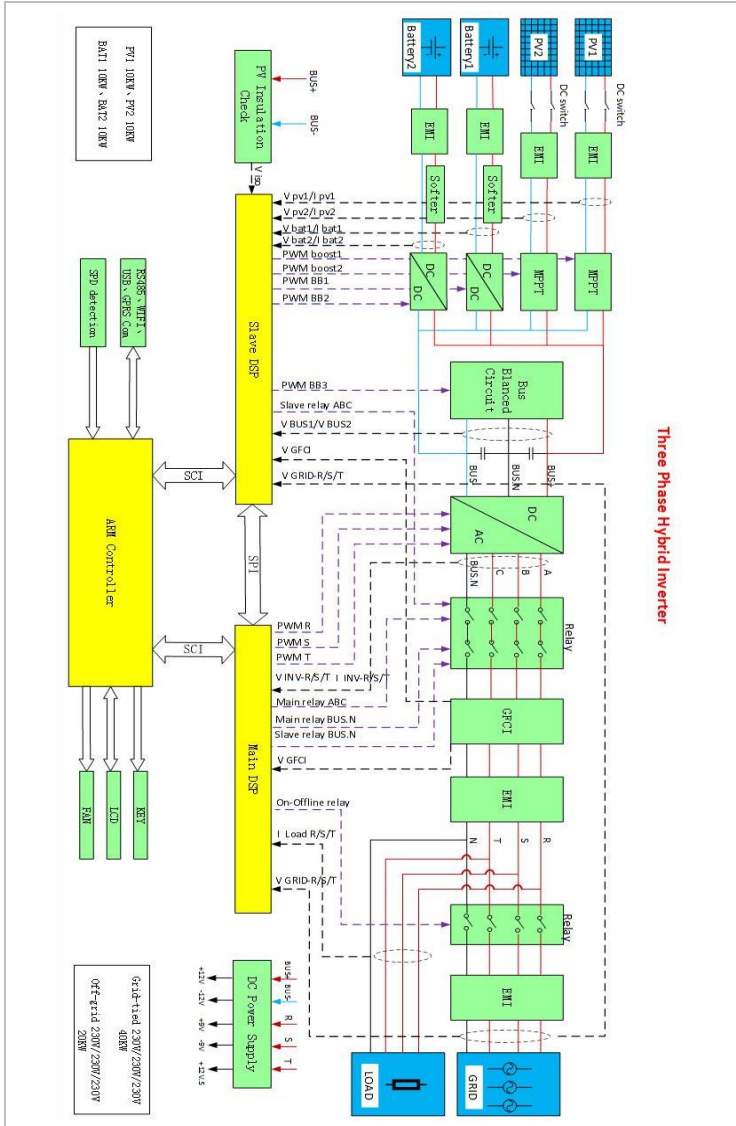 Three Phase Hybrid Inverter
PV1
PV2
Battery1
Battery2
DC switch
DC switch
EMI
EMI
EMI
EMI
Softer
Softer
MPPT
MPPT
DC
DC
DC
DC
PV Insulation
Check
BUS+
BUS-
V iso
PV1 10KW、PV2 10KW
BAT1 10KW、BAT2 10KW
V pv1/I pv1
V pv2/I pv2
V bat1/I bat1
V bat2/I bat2
PWM boost1
PWM boost2
PWM BB1
PWM BB2
PWM BB3
Slave relay ABC
V BUS1/V BUS2
V GFCI
V GRID-R/S/T
Slave DSP
Bus
Blanced
Circuit
BUS+
BUS.N
BUS-
DC
AC
A
B
C
BUS.N
Relay
GFCI
EMI
R
S
T
N
Relay
EMI
GRID
LOAD
SPI
SCI
SCI
RS485、WIFI、
USB、GPRS Com
SPD detection
ARM Controller
KEY
LCD
FAN
Main DSP
PWM R
PWM S
PWM T
V INV-R/S/T
I INV-R/S/T
Main relay ABC
Main relay BUS.N
Slave relay BUS.N
V GFCI
On-Offline relay
I Load R/S/T
V GRID-R/S/T
DC Power Supply
BUS-
R
S
T
+12V
-12V
+9V
-9V
+12V.S
Grid-tied 230V/230V/230V
40KW
Off-grid 230V/230V/230V
20KW